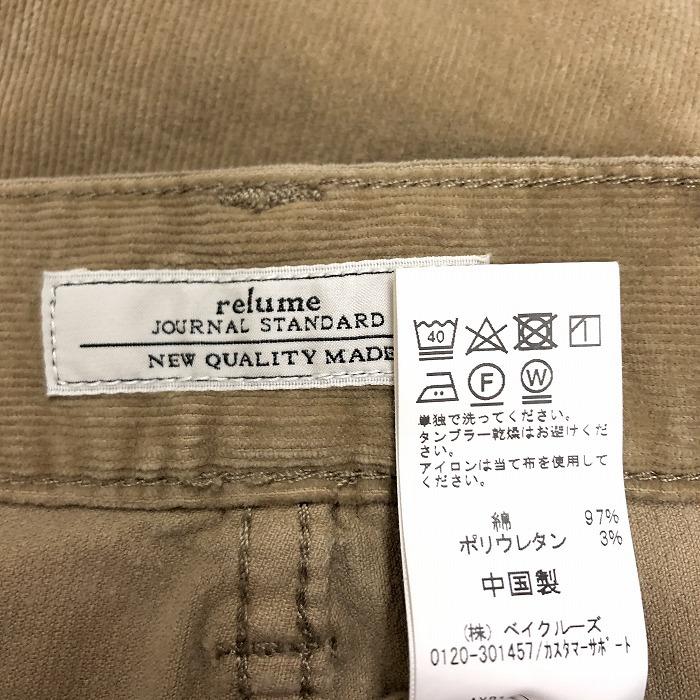 relume
JOURNAL STANDARD
NEW QUALITY MADE
40
F
W
単独で洗ってください。
タンブラー乾燥はお避けくだ
さい。
アイロンは当て布を使用して
ください。
綿 97%
ポリウレタン 3%
中国製
(株) ベイクルーズ
0120-301457/カスタマーサポート